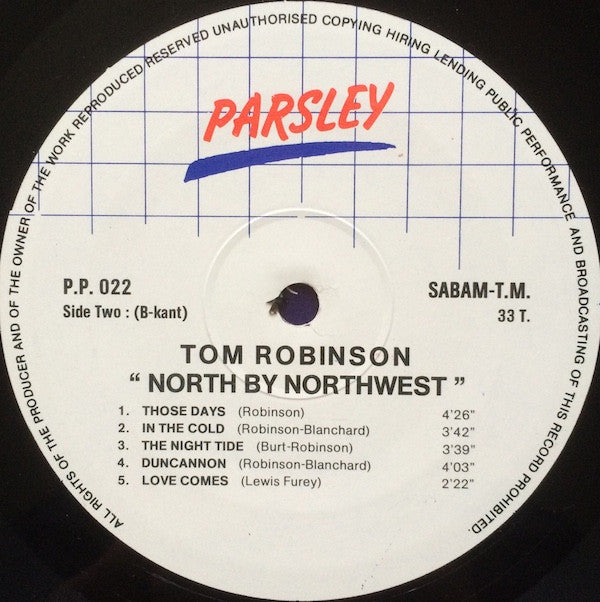 ALL RIGHTS OF THE PRODUCER AND OF THE OWNER OF THE WORK REPRODUCED RESERVED UNAUTHORISED COPYING HIRING LENDING PUBLIC PERFORMANCE AND BROADCASTING OF THIS RECORD PROHIBITED.
PARSLEY
P.P. 022 SABAM-T.M.
Side Two : (B-kant) 33 T.
TOM ROBINSON
“ NORTH BY NORTHWEST ”
1. THOSE DAYS (Robinson) 4'26"
2. IN THE COLD (Robinson-Blanchard) 3'42"
3. THE NIGHT TIDE (Burt-Robinson) 3'39"
4. DUNCANNON (Robinson-Blanchard) 4'03"
5. LOVE COMES (Lewis Furey) 2'22"